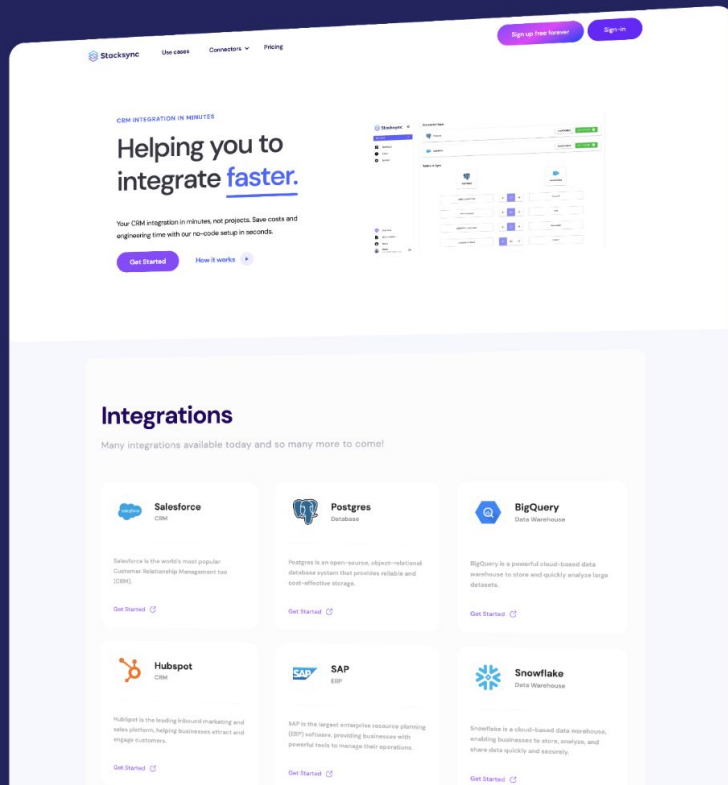 Stacksync
Use cases
Connectors
Pricing
Sign up free forever
Sign-in
CRM INTEGRATION IN MINUTES
Helping you to
integrate faster.
Your CRM integration in minutes, not projects. Save costs and
engineering time with our no-code setup in seconds.
Get Started
How it works
Stacksync
Integrations
Many integrations available today and so many more to come!
salesforce
Salesforce
CRM
Salesforce is the world's most popular
Customer Relationship Management too
(CRM).
Get Started
Postgres
Database
Postgres is an open-source, object-relational
database system that provides reliable and
cost-effective storage.
Get Started
BigQuery
Data Warehouse
BigQuery is a powerful cloud-based data
warehouse to store and quickly analyze large
datasets.
Get Started
Hubspot
CRM
HubSpot is the leading inbound marketing and
sales platform, helping businesses attract and
engage customers.
Get Started
SAP
SAP
ERP
SAP is the largest enterprise resource planning
(ERP) software, providing businesses with
powerful tools to manage their operations.
Get Started
Snowflake
Data Warehouse
Snowflake is a cloud-based data warehouse,
enabling businesses to store, analyze, and
share data quickly and securely.
Get Started